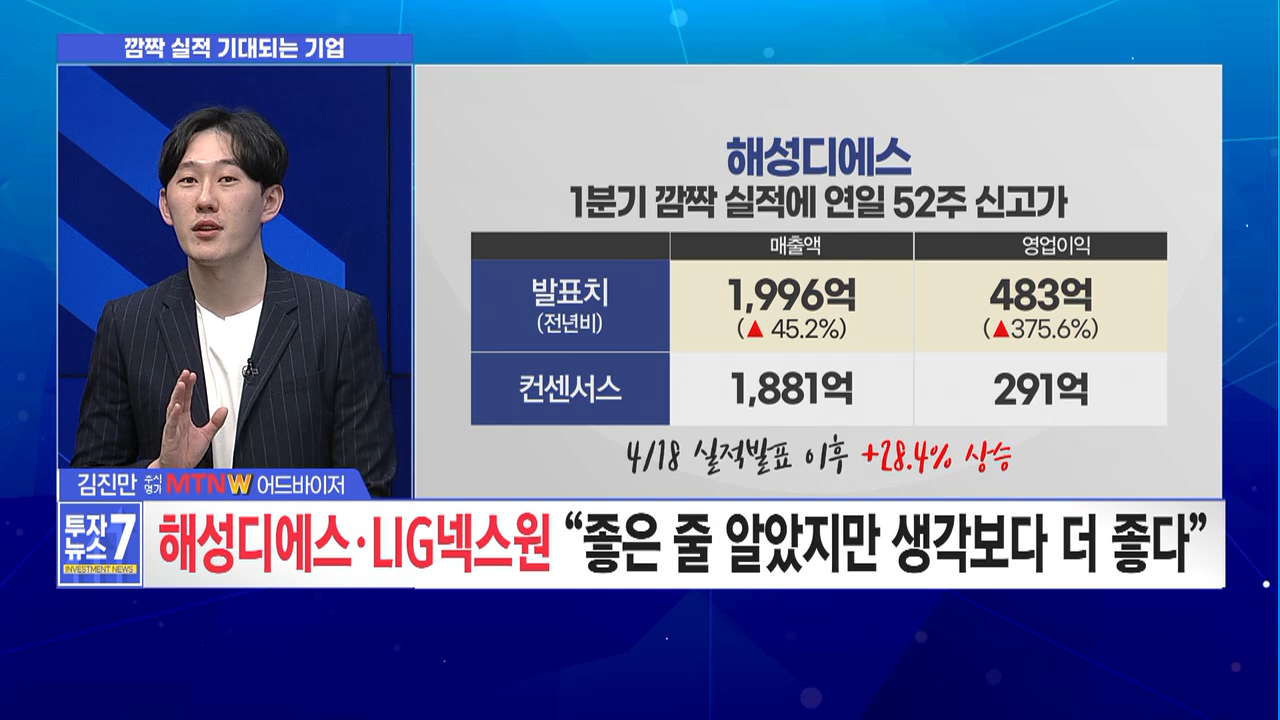 깜짝 실적 기대되는 기업
해성디에스
1분기 깜짝 실적에 연일 52주 신고가
매출액 영업이익
발표치 1,996억 483억
(전년비) (▲ 45.2%) (▲375.6%)
컨센서스 1,881억 291억
4/18 실적발표 이후 +28.4% 상승
김진만 주식명가 MTNW 어드바이저
투자
뉴스 7
INVESTMENT NEWS
해성디에스·LIG넥스원 “좋은 줄 알았지만 생각보다 더 좋다”